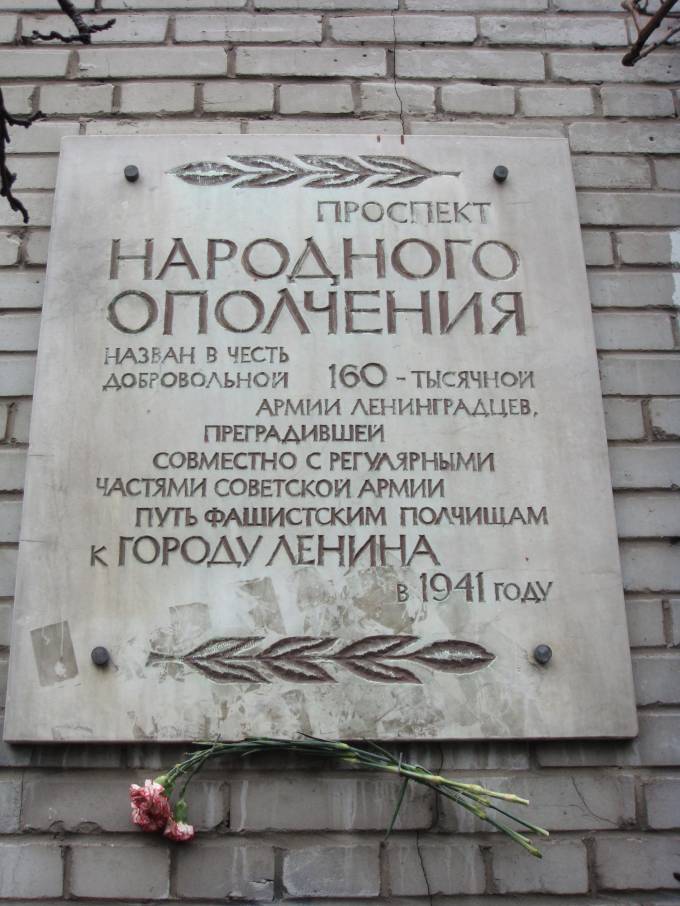 ПРОСПЕКТ
НАРОДНОГО
ОПОЛЧЕНИЯ
НАЗВАН В ЧЕСТЬ
ДОБРОВОЛЬНОЙ 160-ТЫСЯЧНОЙ
АРМИИ ЛЕНИНГРАДЦЕВ,
ПРЕГРАДИВШЕЙ
СОВМЕСТНО С РЕГУЛЯРНЫМИ
ЧАСТЯМИ СОВЕТСКОЙ АРМИИ
ПУТЬ ФАШИСТСКИМ ПОЛЧИЩАМ
К ГОРОДУ ЛЕНИНА
В 1941 ГОДУ